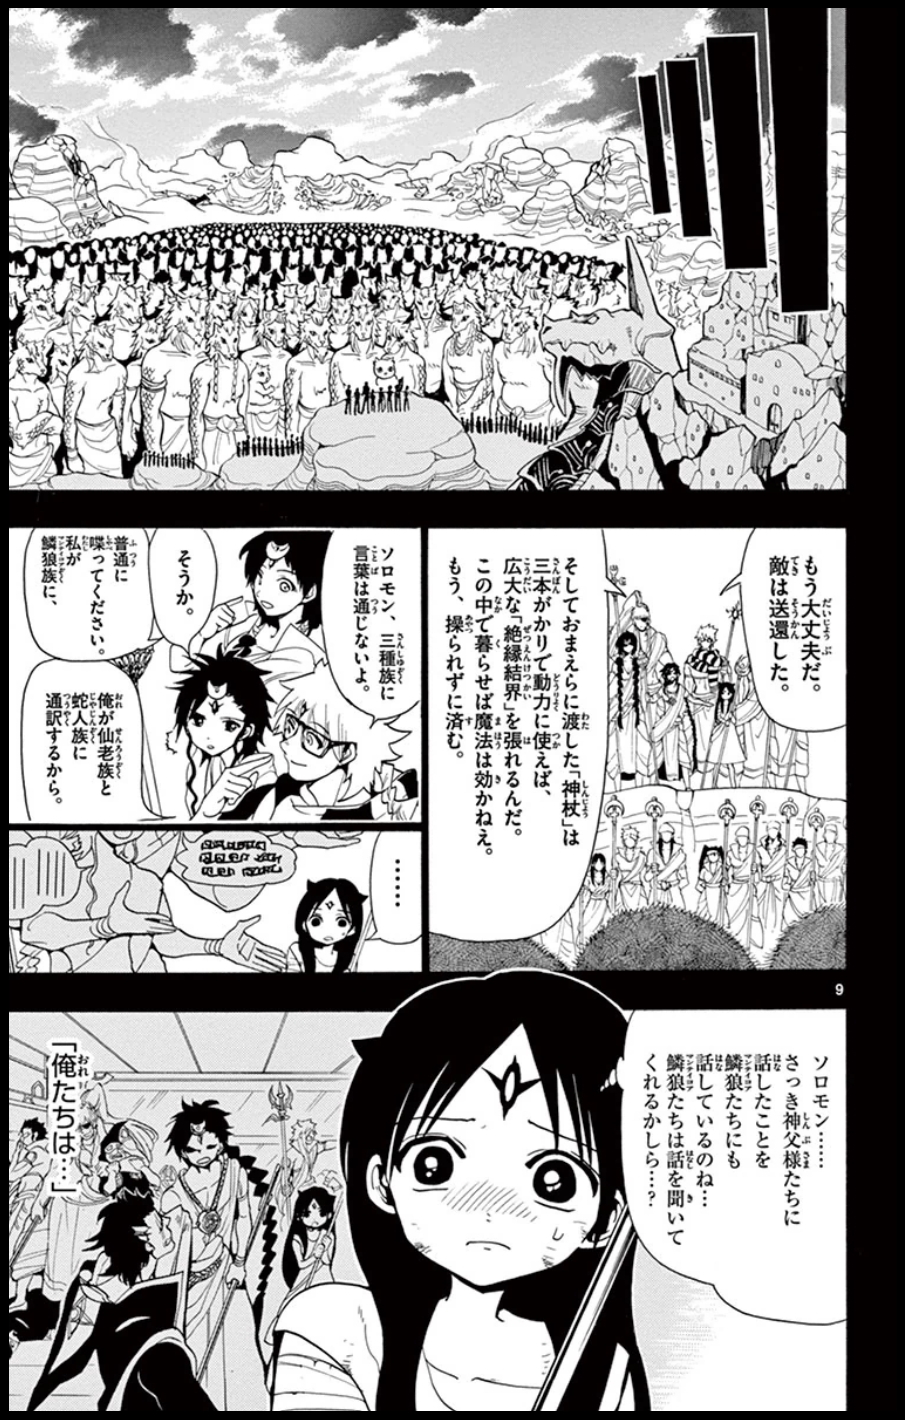 もう大丈夫だ。
敵は送還した。
そしておまえらに渡した「神杖」は
三本がかりで動力に使えば、
広大な「絶縁結界」を張れるんだ。
この中で暮らせば魔法は効かねえ。
もう、操られずに済む。
ソロモン、三種族に
言葉は通じないよ。
そうか。
普通に
喋ってください。
私が
鱗狼族に、
俺が仙老族と
蛇人族に
通訳するから。
……
9
ソロモン……
さっき神父様たちに
話したことを
鱗狼たちにも
話しているのね…
鱗狼たちは話を聞いて
くれるかしら…?
「俺たちは…」